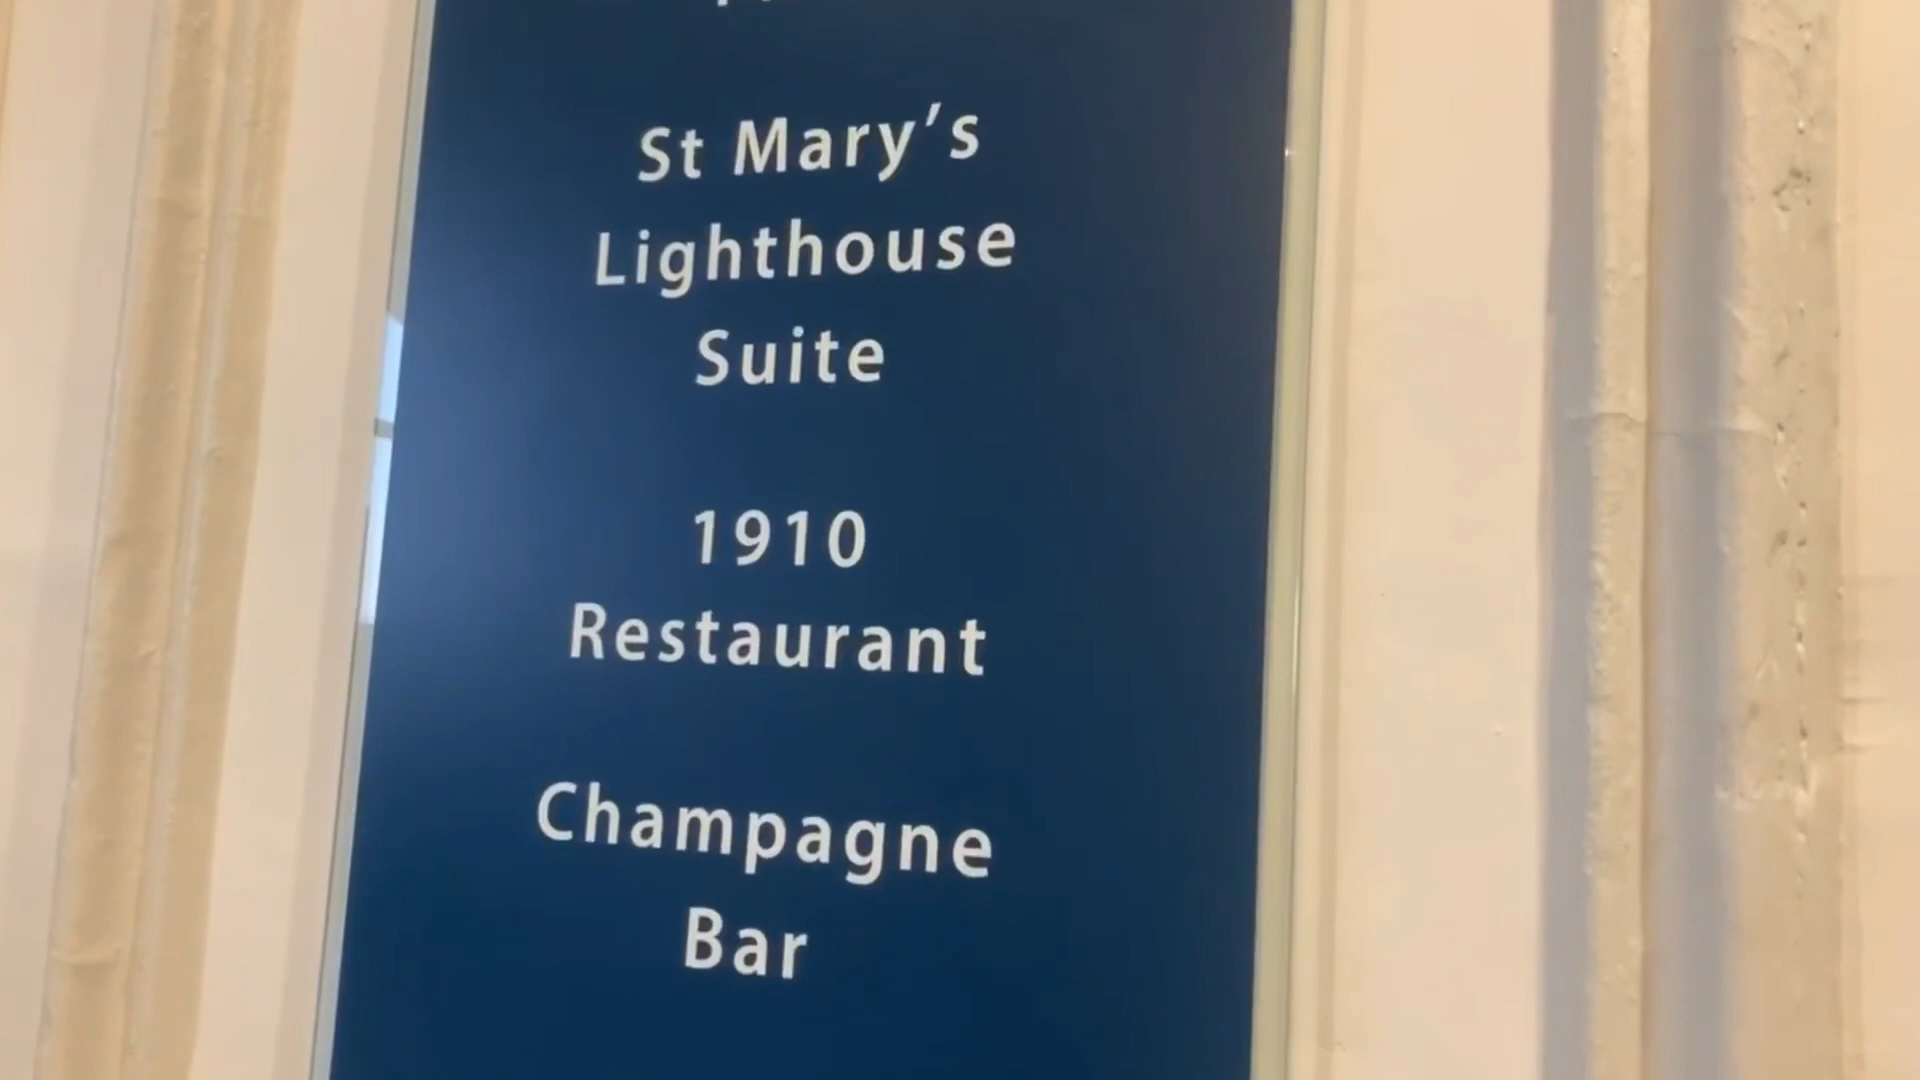 St Mary’s
Lighthouse
Suite
1910
Restaurant
Champagne
Bar